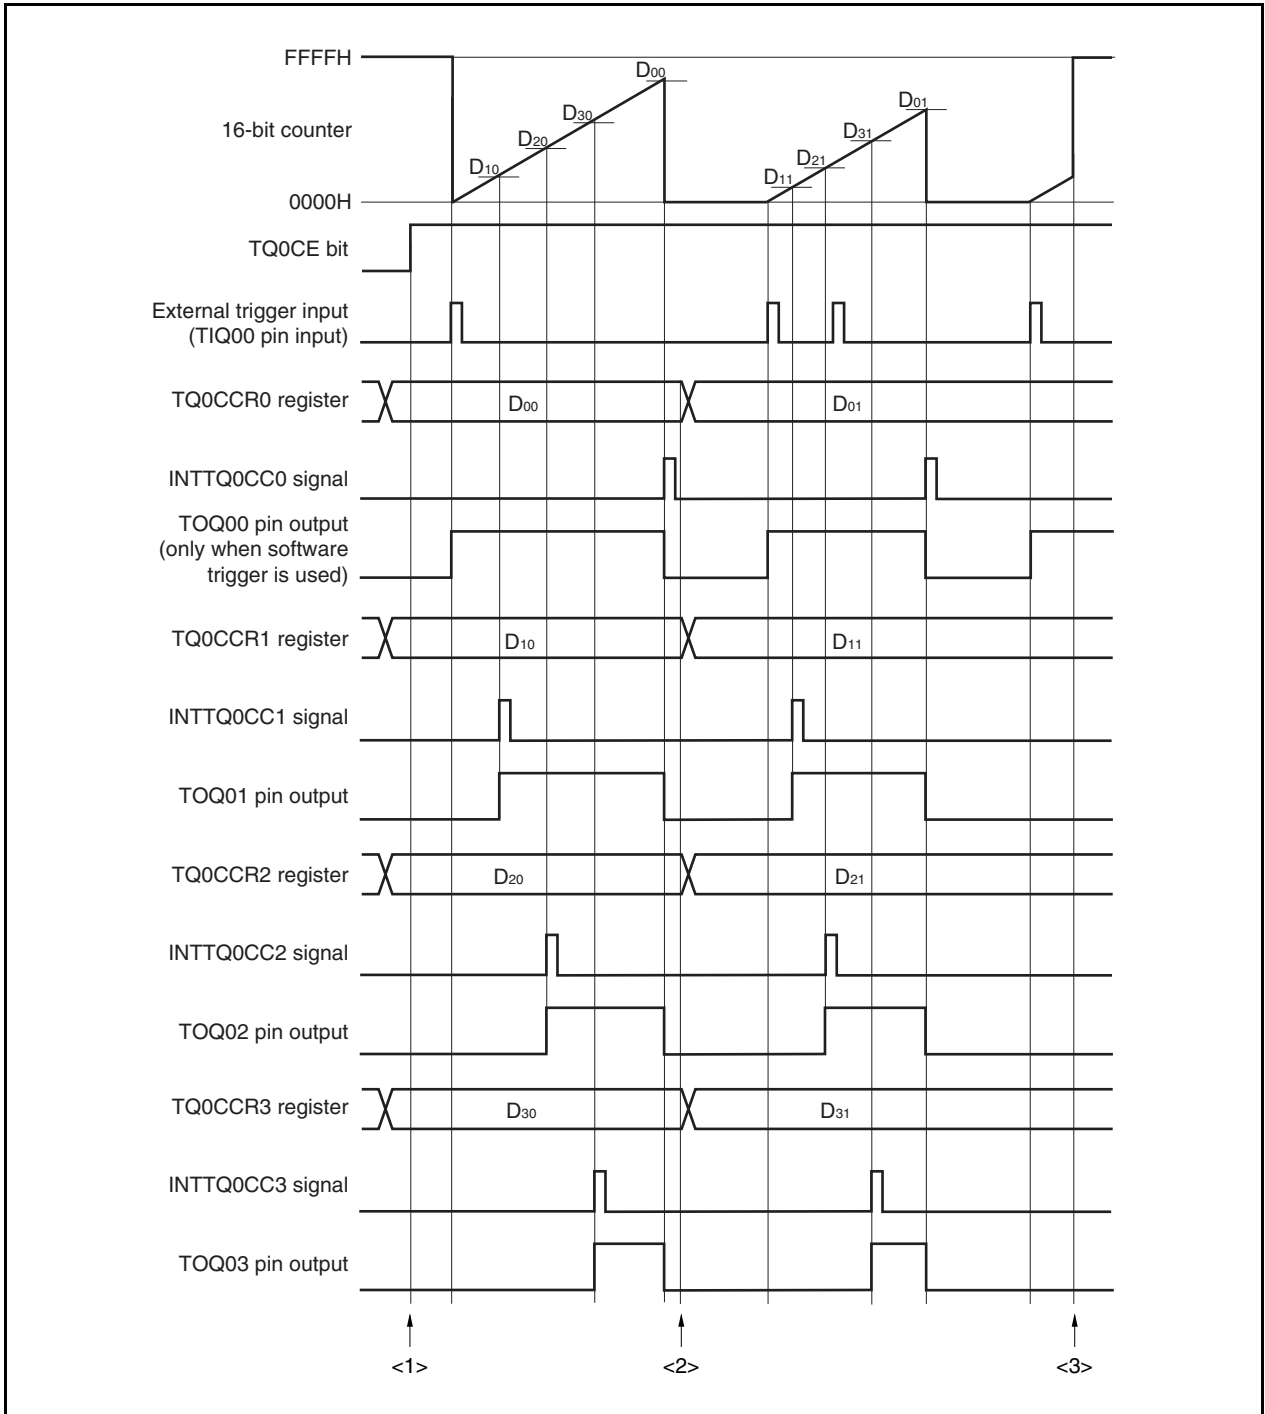 FFFFH
D00
D01
D30
16-bit counter
D31
D20
D21
D10
D11
0000H
TQ0CE bit
External trigger input
(TIQ00 pin input)
TQ0CCR0 register
D00
D01
INTTQ0CC0 signal
TOQ00 pin output
(only when software
trigger is used)
TQ0CCR1 register
D10
D11
INTTQ0CC1 signal
TOQ01 pin output
TQ0CCR2 register
D20
D21
INTTQ0CC2 signal
TOQ02 pin output
TQ0CCR3 register
D30
D31
INTTQ0CC3 signal
TOQ03 pin output
<1>
<2>
<3>